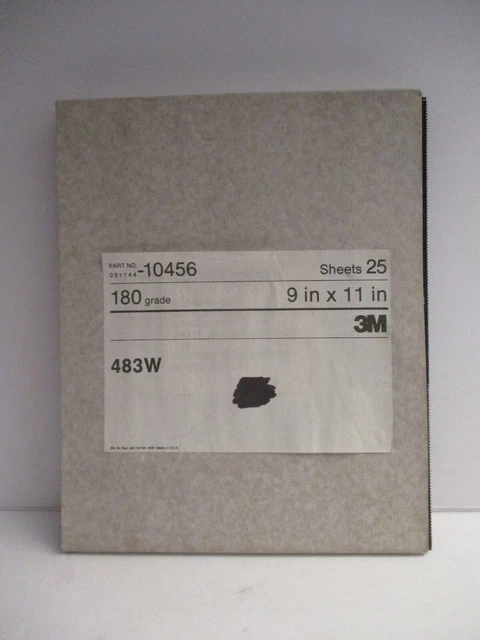 PART NO.
051144-10456 Sheets 25
180 grade 9 in x 11 in
3M
483W